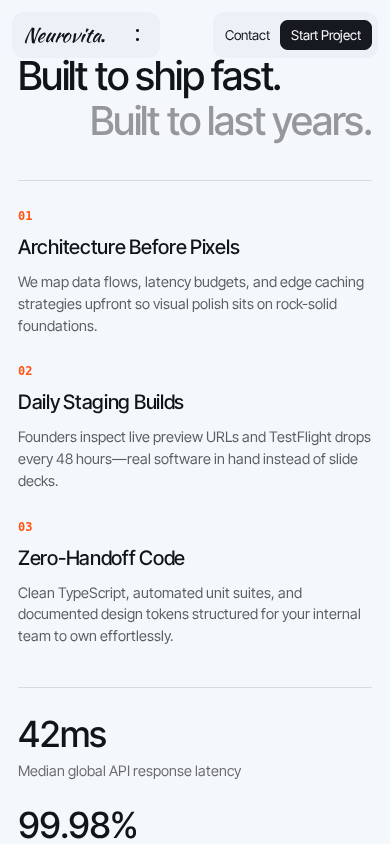 Neurovita.
Contact
Start Project
Built to ship fast.
Built to last years.
01
Architecture Before Pixels
We map data flows, latency budgets, and edge caching
strategies upfront so visual polish sits on rock-solid
foundations.
02
Daily Staging Builds
Founders inspect live preview URLs and TestFlight drops
every 48 hours—real software in hand instead of slide
decks.
03
Zero-Handoff Code
Clean TypeScript, automated unit suites, and
documented design tokens structured for your internal
team to own effortlessly.
42ms
Median global API response latency
99.98%